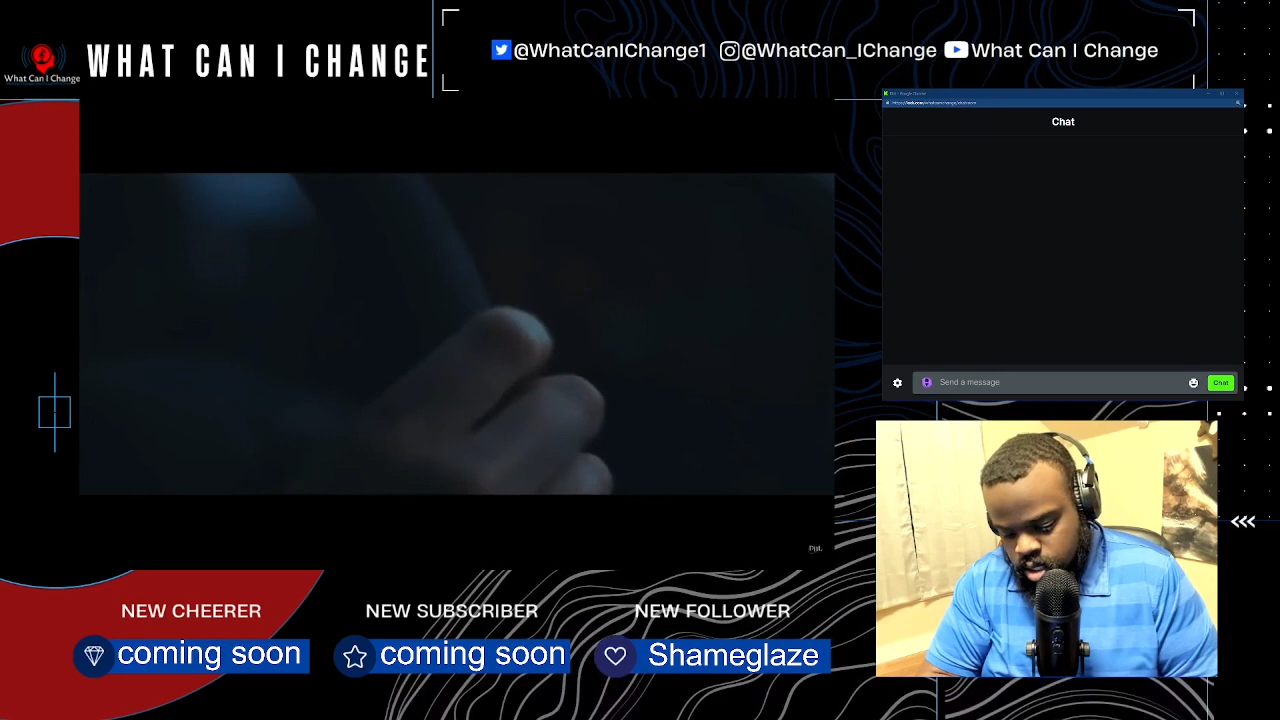 WHAT CAN I CHANGE
What Can I Change
@WhatCanIChange1
@WhatCan_IChange
What Can I Change
Chat
Send a message
Chat
NEW CHEERER
NEW SUBSCRIBER
NEW FOLLOWER
coming soon
coming soon
Shameglaze